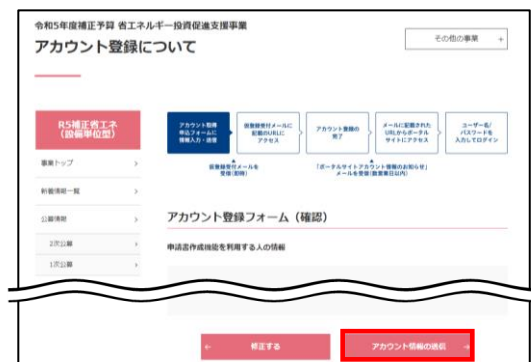 令和5年度補正予算 省エネルギー投資促進支援事業
アカウント登録について
その他の事業 +
R5補正省エネ
(設備単位型)
事業トップ
新着情報一覧
公募情報
2次公募
1次公募
アカウント取得
申込フォームに
情報入力・送信
仮登録受付メールに
記載のURLに
アクセス
アカウント登録の
完了
メールに記載された
URLからポータル
サイトにアクセス
ユーザー名/
パスワードを
入力してログイン
仮登録受付メールを
受信(即時)
「ポータルサイトアカウント情報のお知らせ」
メールを受信(数営業日以内)
アカウント登録フォーム(確認)
申請書作成機能を利用する人の情報
← 修正する
アカウント情報の送信 →